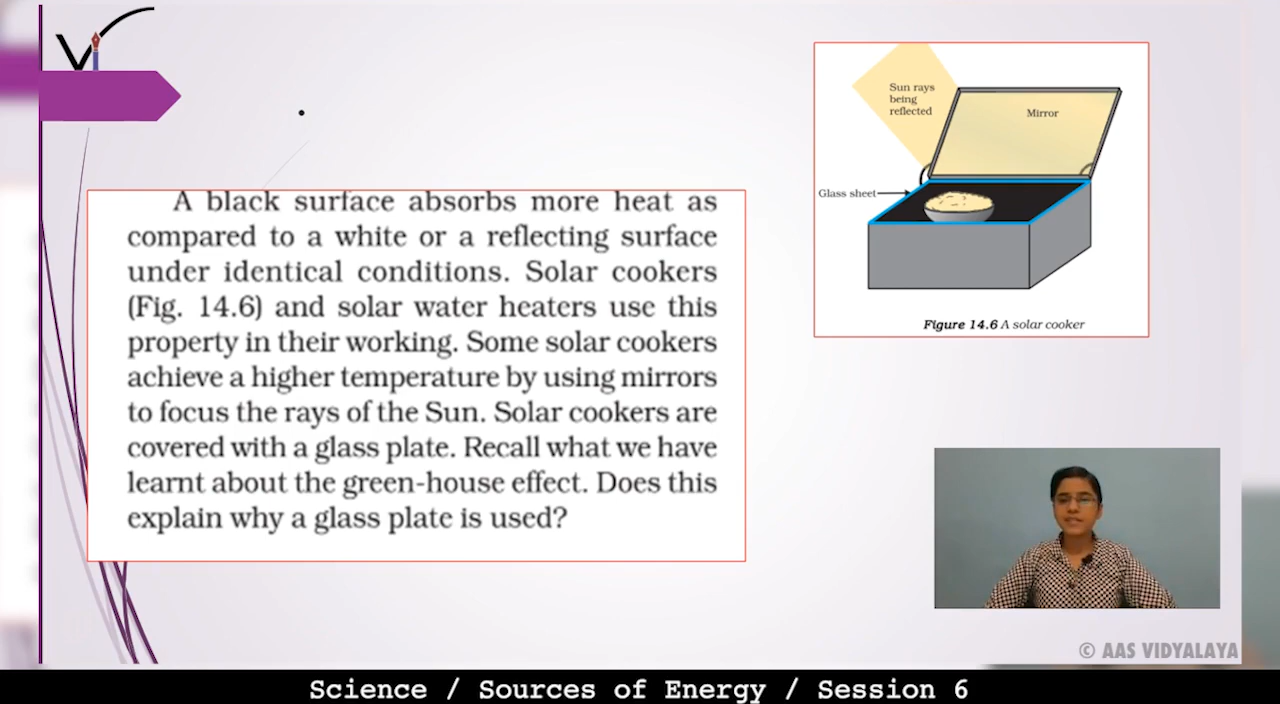 A black surface absorbs more heat as
compared to a white or a reflecting surface
under identical conditions. Solar cookers
(Fig. 14.6) and solar water heaters use this
property in their working. Some solar cookers
achieve a higher temperature by using mirrors
to focus the rays of the Sun. Solar cookers are
covered with a glass plate. Recall what we have
learnt about the green-house effect. Does this
explain why a glass plate is used?
Sun rays
being
reflected
Mirror
Glass sheet
Figure 14.6 A solar cooker
© AAS VIDYALAYA
Science / Sources of Energy / Session 6